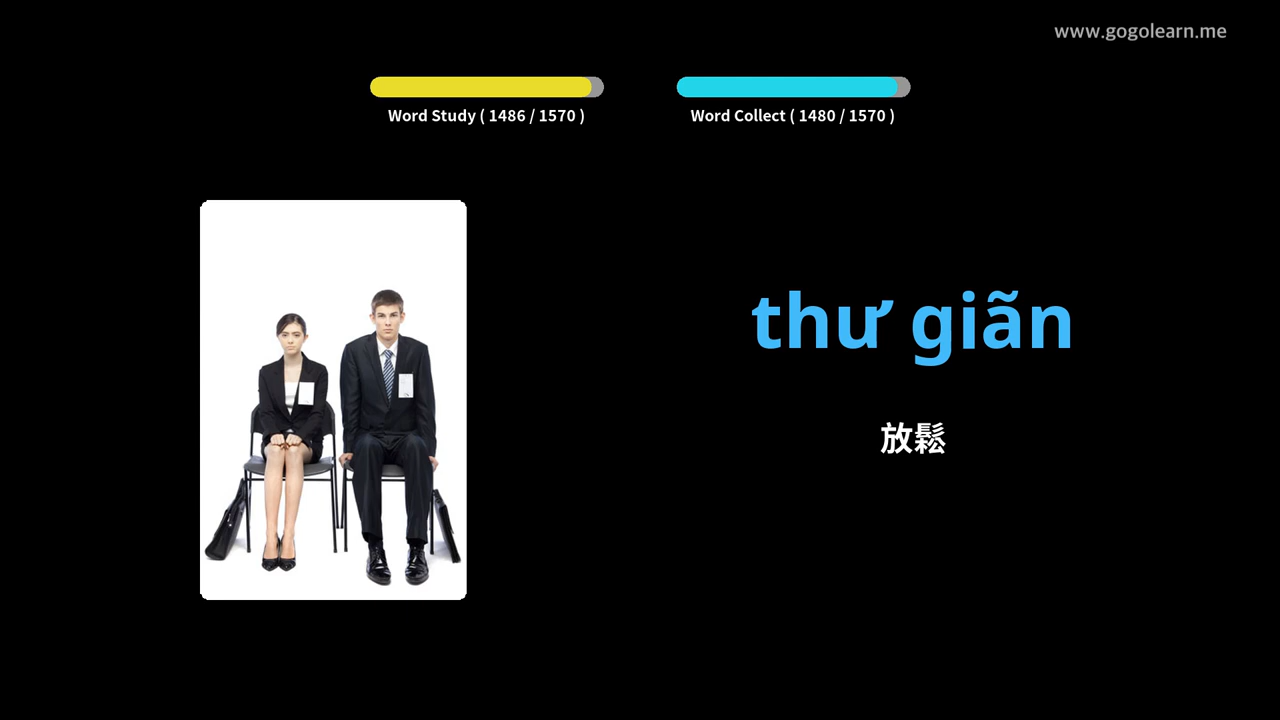 www.gogolearn.me
Word Study ( 1486 / 1570 )
Word Collect ( 1480 / 1570 )
thư giãn
放鬆